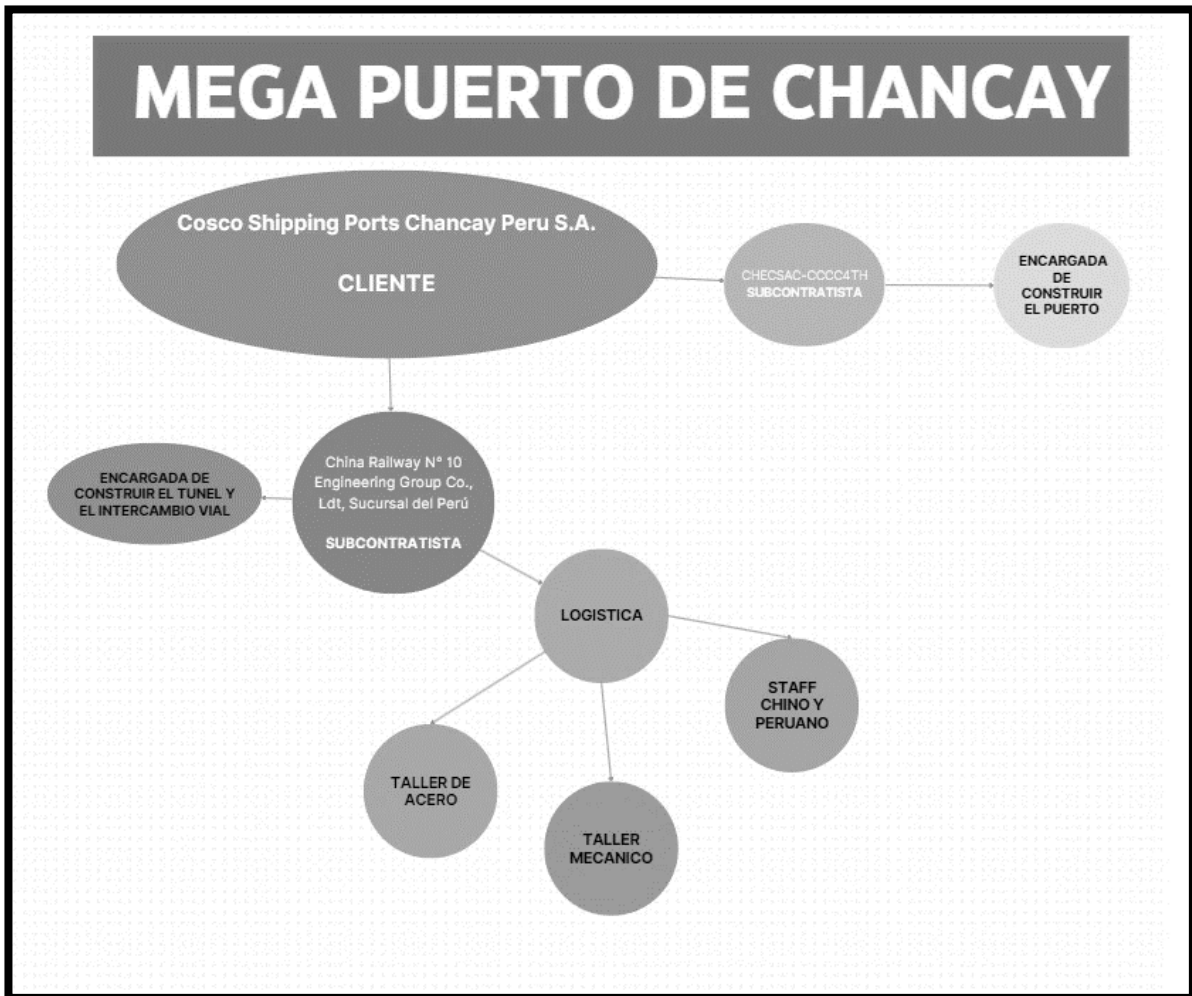 MEGA PUERTO DE CHANCAY
Cosco Shipping Ports Chancay Peru S.A.
CLIENTE
CHECSAC-CCCC4TH
SUBCONTRATISTA
ENCARGADA
DE
CONSTRUIR
EL PUERTO
China Railway N° 10
Engineering Group Co.,
Ldt, Sucursal del Perú
SUBCONTRATISTA
ENCARGADA DE
CONSTRUIR EL TUNEL Y
EL INTERCAMBIO VIAL
LOGISTICA
STAFF
CHINO Y
PERUANO
TALLER DE
ACERO
TALLER
MECANICO